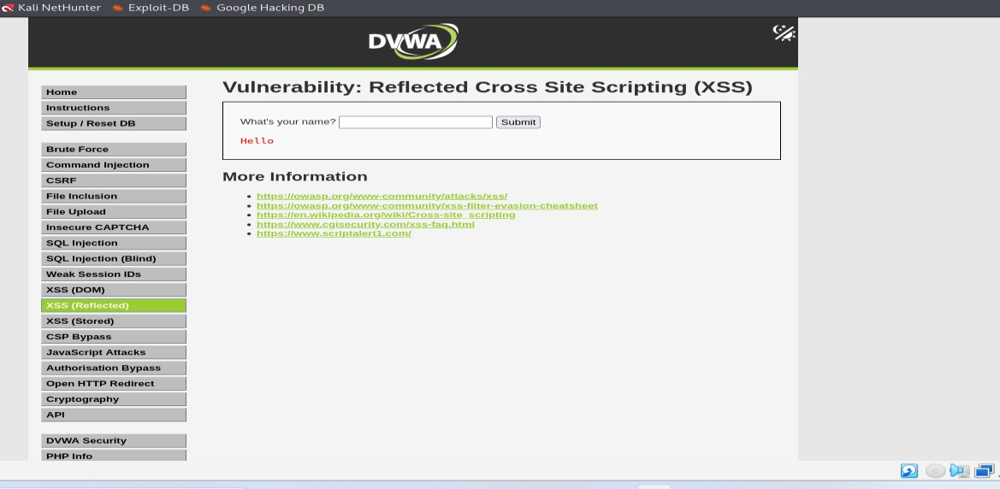 Kali NetHunter Exploit-DB Google Hacking DB
DVWA
Home
Instructions
Setup / Reset DB
Brute Force
Command Injection
CSRF
File Inclusion
File Upload
Insecure CAPTCHA
SQL Injection
SQL Injection (Blind)
Weak Session IDs
XSS (DOM)
XSS (Reflected)
XSS (Stored)
CSP Bypass
JavaScript Attacks
Authorisation Bypass
Open HTTP Redirect
Cryptography
API
DVWA Security
PHP Info
Vulnerability: Reflected Cross Site Scripting (XSS)
What's your name? Submit
Hello
More Information
https://owasp.org/www-community/attacks/xss/
https://owasp.org/www-community/xss-filter-evasion-cheatsheet
https://en.wikipedia.org/wiki/Cross-site_scripting
https://www.cgisecurity.com/xss-faq.html
https://www.scriptalert1.com/